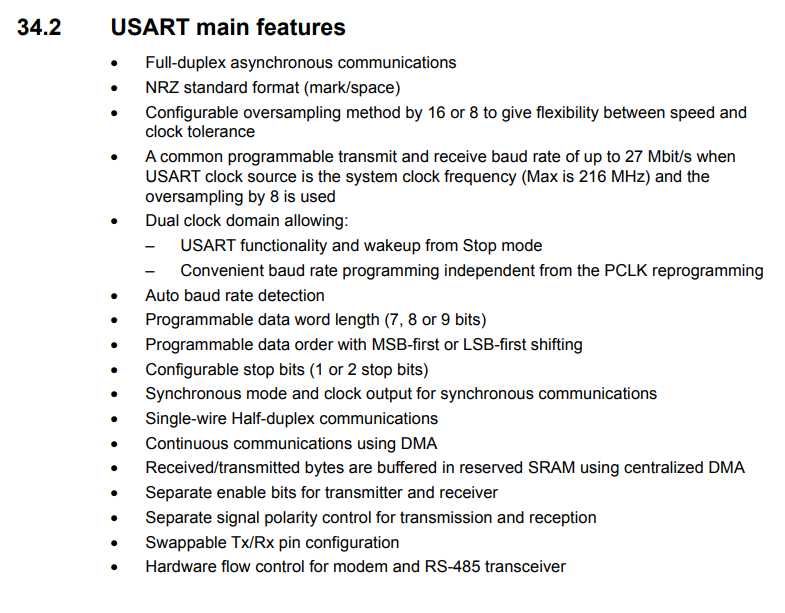 34.2 USART main features
• Full-duplex asynchronous communications
• NRZ standard format (mark/space)
• Configurable oversampling method by 16 or 8 to give flexibility between speed and
clock tolerance
• A common programmable transmit and receive baud rate of up to 27 Mbit/s when
USART clock source is the system clock frequency (Max is 216 MHz) and the
oversampling by 8 is used
• Dual clock domain allowing:
– USART functionality and wakeup from Stop mode
– Convenient baud rate programming independent from the PCLK reprogramming
• Auto baud rate detection
• Programmable data word length (7, 8 or 9 bits)
• Programmable data order with MSB-first or LSB-first shifting
• Configurable stop bits (1 or 2 stop bits)
• Synchronous mode and clock output for synchronous communications
• Single-wire Half-duplex communications
• Continuous communications using DMA
• Received/transmitted bytes are buffered in reserved SRAM using centralized DMA
• Separate enable bits for transmitter and receiver
• Separate signal polarity control for transmission and reception
• Swappable Tx/Rx pin configuration
• Hardware flow control for modem and RS-485 transceiver